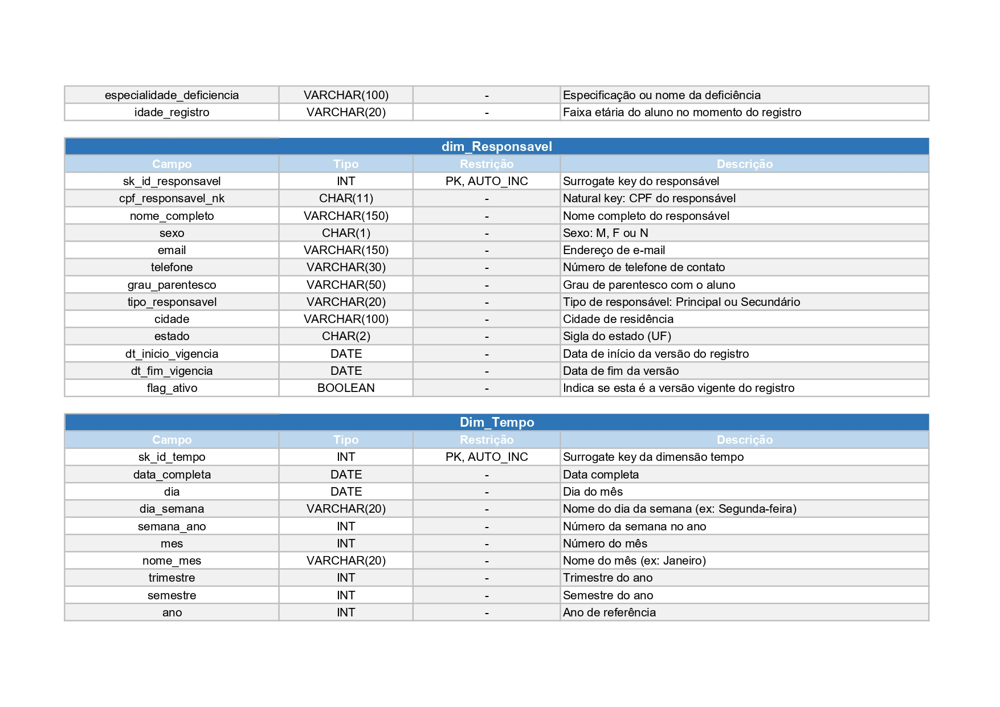 especialidade_deficiencia VARCHAR(100) - Especificação ou nome da deficiência
idade_registro VARCHAR(20) - Faixa etária do aluno no momento do registro
dim_Responsavel
Campo Tipo Restrição Descrição
sk_id_responsavel INT PK, AUTO_INC Surrogate key do responsável
cpf_responsavel_nk CHAR(11) - Natural key: CPF do responsável
nome_completo VARCHAR(150) - Nome completo do responsável
sexo CHAR(1) - Sexo: M, F ou N
email VARCHAR(150) - Endereço de e-mail
telefone VARCHAR(30) - Número de telefone de contato
grau_parentesco VARCHAR(50) - Grau de parentesco com o aluno
tipo_responsavel VARCHAR(20) - Tipo de responsável: Principal ou Secundário
cidade VARCHAR(100) - Cidade de residência
estado CHAR(2) - Sigla do estado (UF)
dt_inicio_vigencia DATE - Data de início da versão do registro
dt_fim_vigencia DATE - Data de fim da versão
flag_ativo BOOLEAN - Indica se esta é a versão vigente do registro
Dim_Tempo
Campo Tipo Restrição Descrição
sk_id_tempo INT PK, AUTO_INC Surrogate key da dimensão tempo
data_completa DATE - Data completa
dia DATE - Dia do mês
dia_semana VARCHAR(20) - Nome do dia da semana (ex: Segunda-feira)
semana_ano INT - Número da semana no ano
mes INT - Número do mês
nome_mes VARCHAR(20) - Nome do mês (ex: Janeiro)
trimestre INT - Trimestre do ano
semestre INT - Semestre do ano
ano INT - Ano de referência